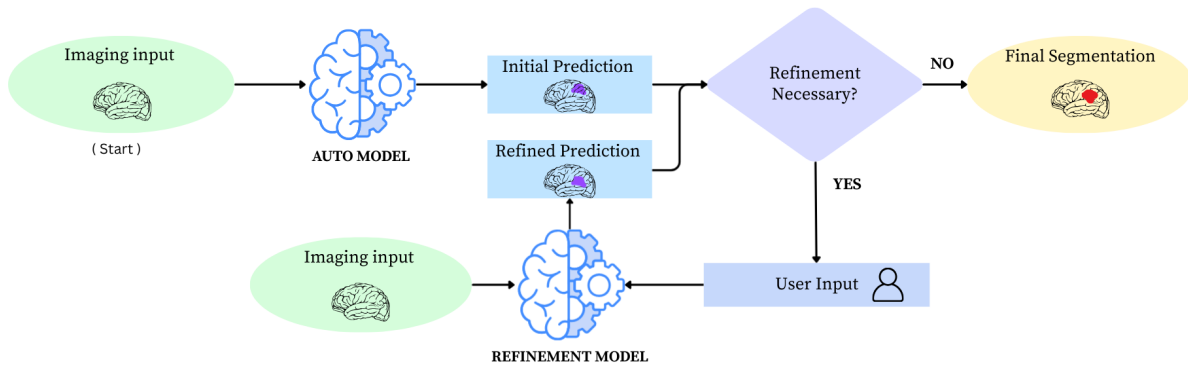 Imaging input
( Start )
AUTO MODEL
Initial Prediction
Refined Prediction
Refinement
Necessary?
NO
Final Segmentation
YES
User Input
Imaging input
REFINEMENT MODEL